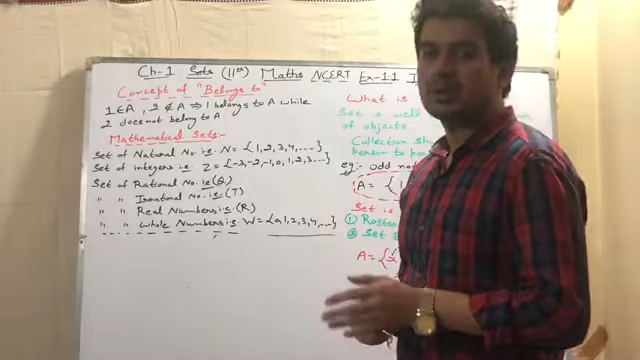 Ch-1 Sets (11th) Maths NCERT Ex-1.1
Concept of "Belongs to"
1 ∈ A , 2 ∉ A ⇒ 1 belongs to A while
2 does not belong to A.
Mathematical Sets:-
Set of Natural No. i.e. N = {1, 2, 3, 4, ---}
Set of integers i.e. Z = {-3, -2, -1, 0, 1, 2, 3 ---}
Set of Rational No. i.e. (Q)
" " Irrational No. i.e. (T)
" " Real Numbers i.e. (R)
" " Whole Numbers i.e. W = {0, 1, 2, 3, 4, ---}
What is
Set is a well
of objects.
Collection
person to
eg:- odd
A = {1
Set is
① Roster
② Set
A = {x